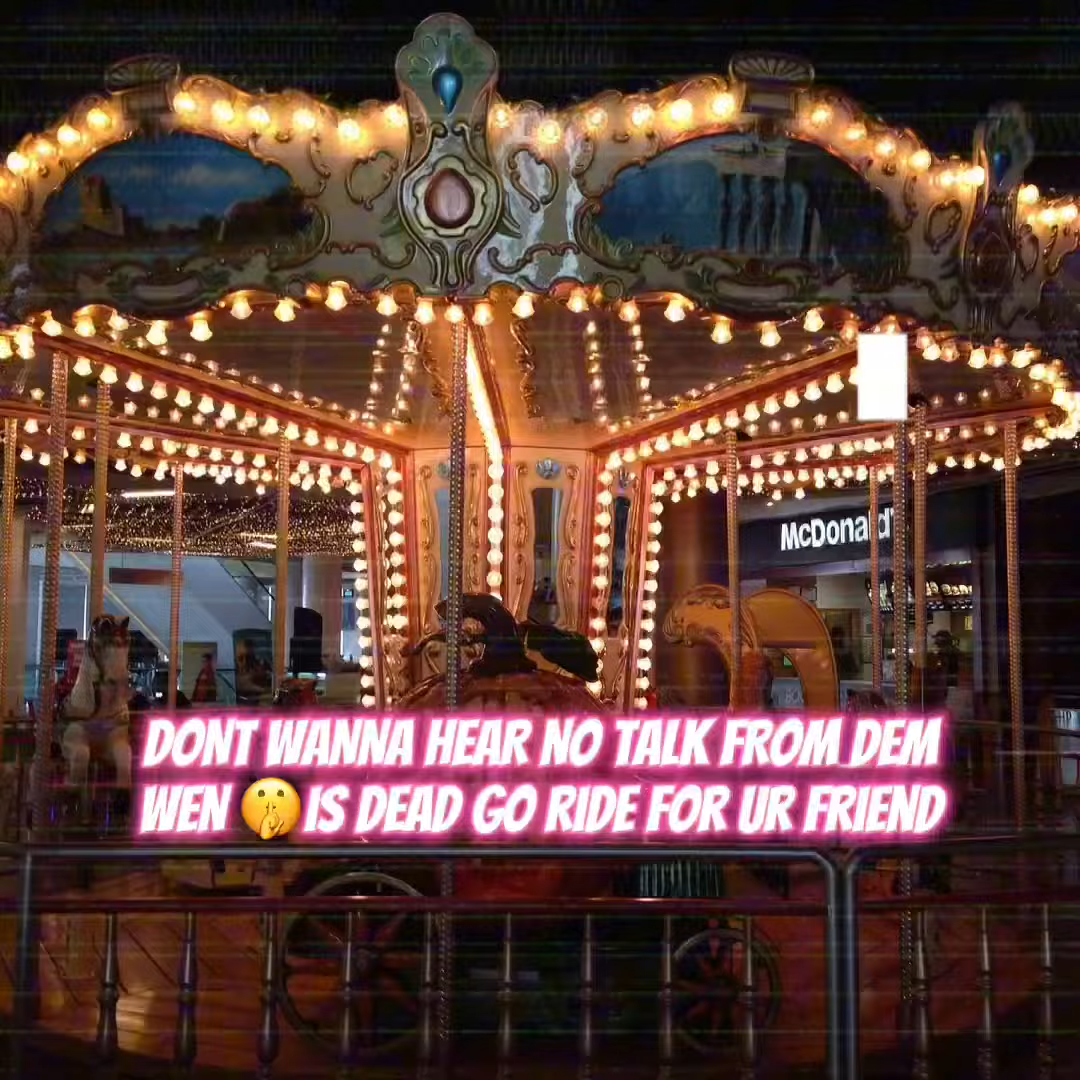 McDonald'
DONT WANNA HEAR NO TALK FROM DEM
WEN 🤫 IS DEAD GO RIDE FOR UR FRIEND